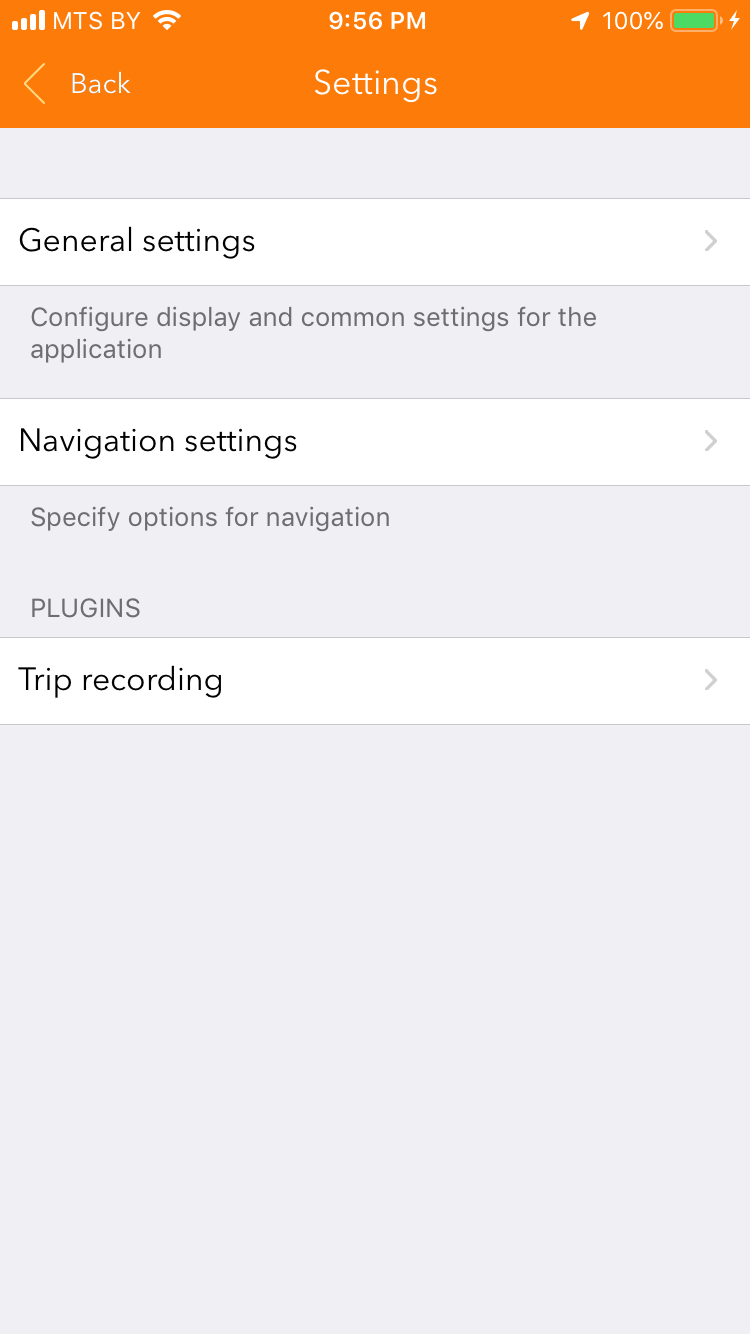 MTS BY 9:56 PM 100%
Back Settings
General settings
Configure display and common settings for the
application
Navigation settings
Specify options for navigation
PLUGINS
Trip recording